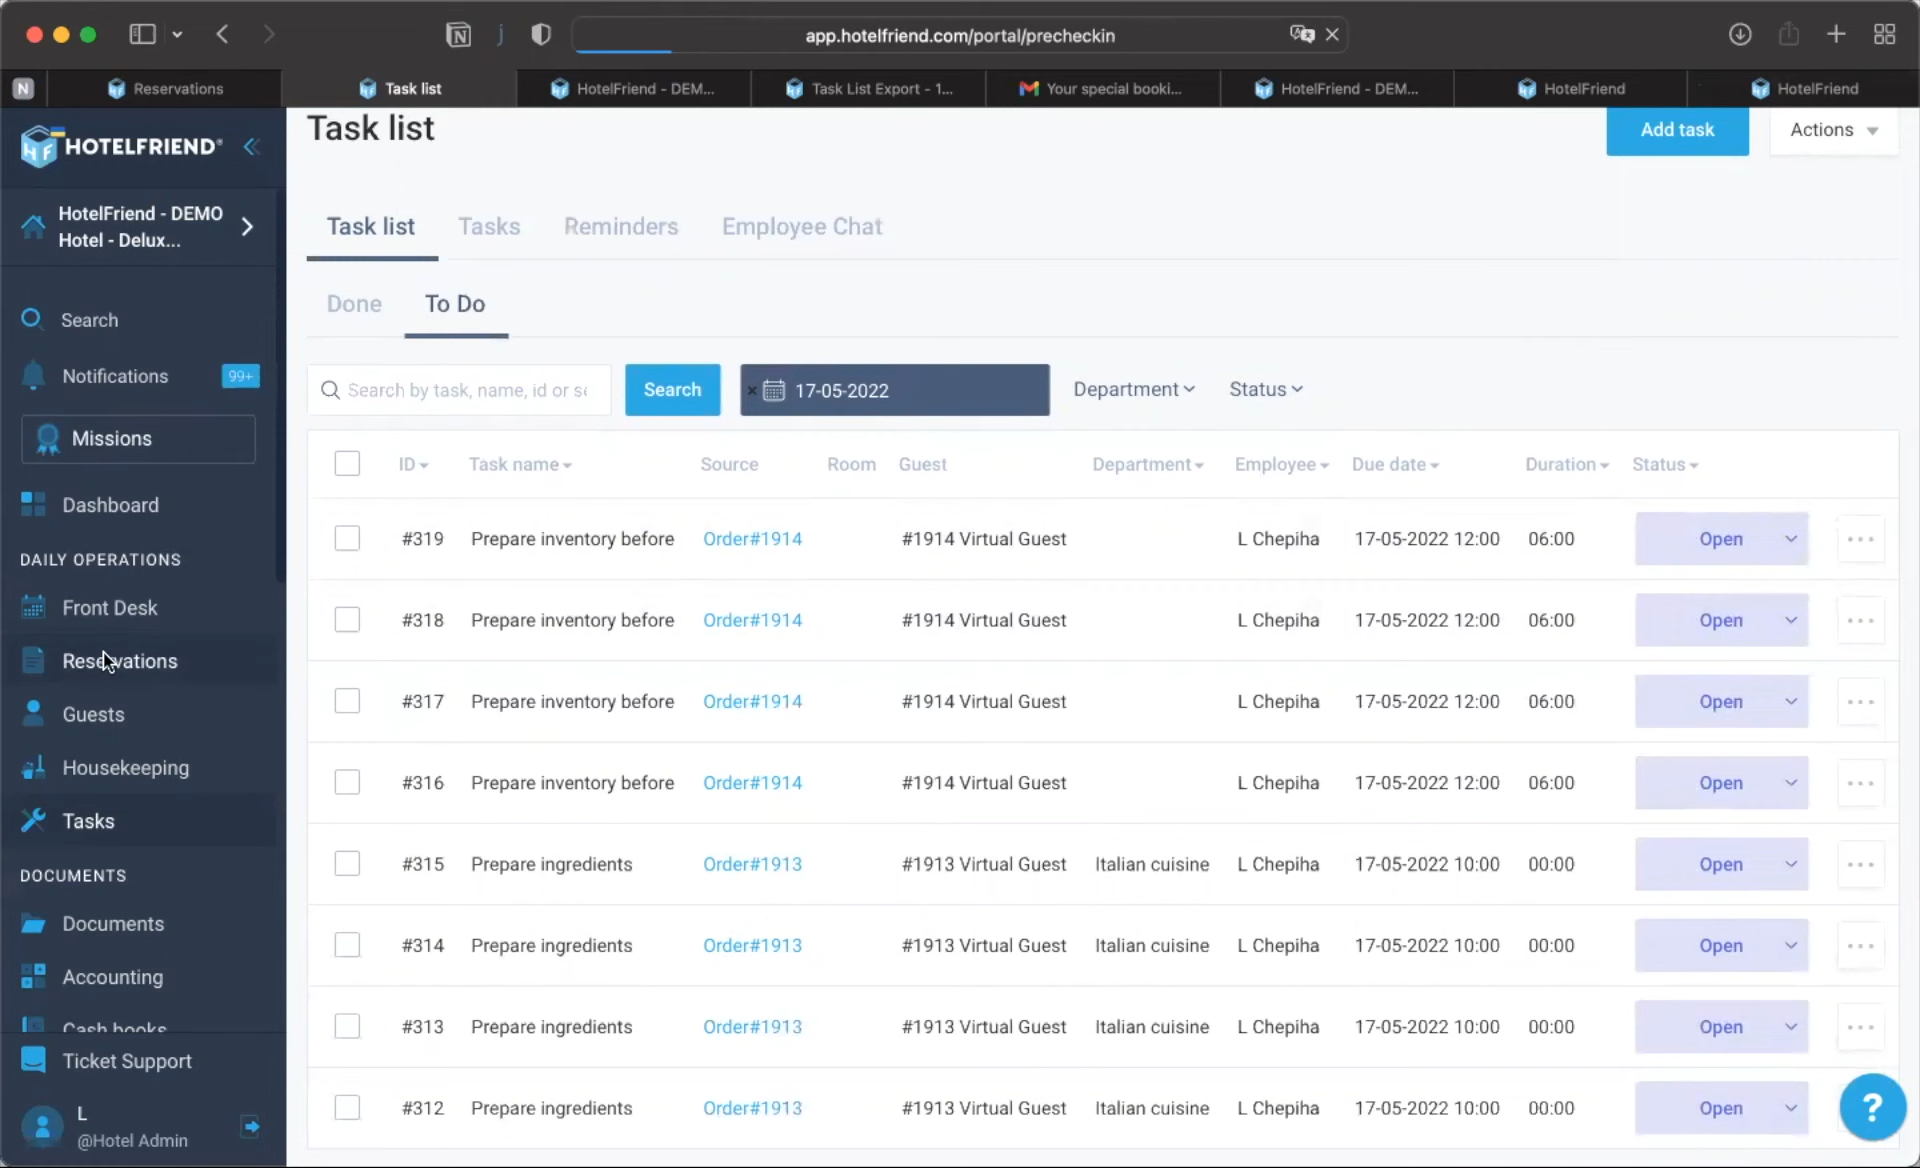 app.hotelfriend.com/portal/precheckin
N
Reservations
Task list
HotelFriend - DEM...
Task List Export - 1...
Your special booki...
HotelFriend - DEM...
HotelFriend
HotelFriend
HOTELFRIEND
HotelFriend - DEMO
Hotel - Delux...
Search
Notifications 99+
Missions
Dashboard
DAILY OPERATIONS
Front Desk
Reservations
Guests
Housekeeping
Tasks
DOCUMENTS
Documents
Accounting
Cash books
Ticket Support
L
@Hotel Admin
Task list
Add task
Actions
Task list Tasks Reminders Employee Chat
Done To Do
Search by task, name, id or se
Search
17-05-2022
Department
Status
ID Task name Source Room Guest Department Employee Due date Duration Status
#319 Prepare inventory before Order#1914 #1914 Virtual Guest L Chepiha 17-05-2022 12:00 06:00 Open
#318 Prepare inventory before Order#1914 #1914 Virtual Guest L Chepiha 17-05-2022 12:00 06:00 Open
#317 Prepare inventory before Order#1914 #1914 Virtual Guest L Chepiha 17-05-2022 12:00 06:00 Open
#316 Prepare inventory before Order#1914 #1914 Virtual Guest L Chepiha 17-05-2022 12:00 06:00 Open
#315 Prepare ingredients Order#1913 #1913 Virtual Guest Italian cuisine L Chepiha 17-05-2022 10:00 00:00 Open
#314 Prepare ingredients Order#1913 #1913 Virtual Guest Italian cuisine L Chepiha 17-05-2022 10:00 00:00 Open
#313 Prepare ingredients Order#1913 #1913 Virtual Guest Italian cuisine L Chepiha 17-05-2022 10:00 00:00 Open
#312 Prepare ingredients Order#1913 #1913 Virtual Guest Italian cuisine L Chepiha 17-05-2022 10:00 00:00 Open
?